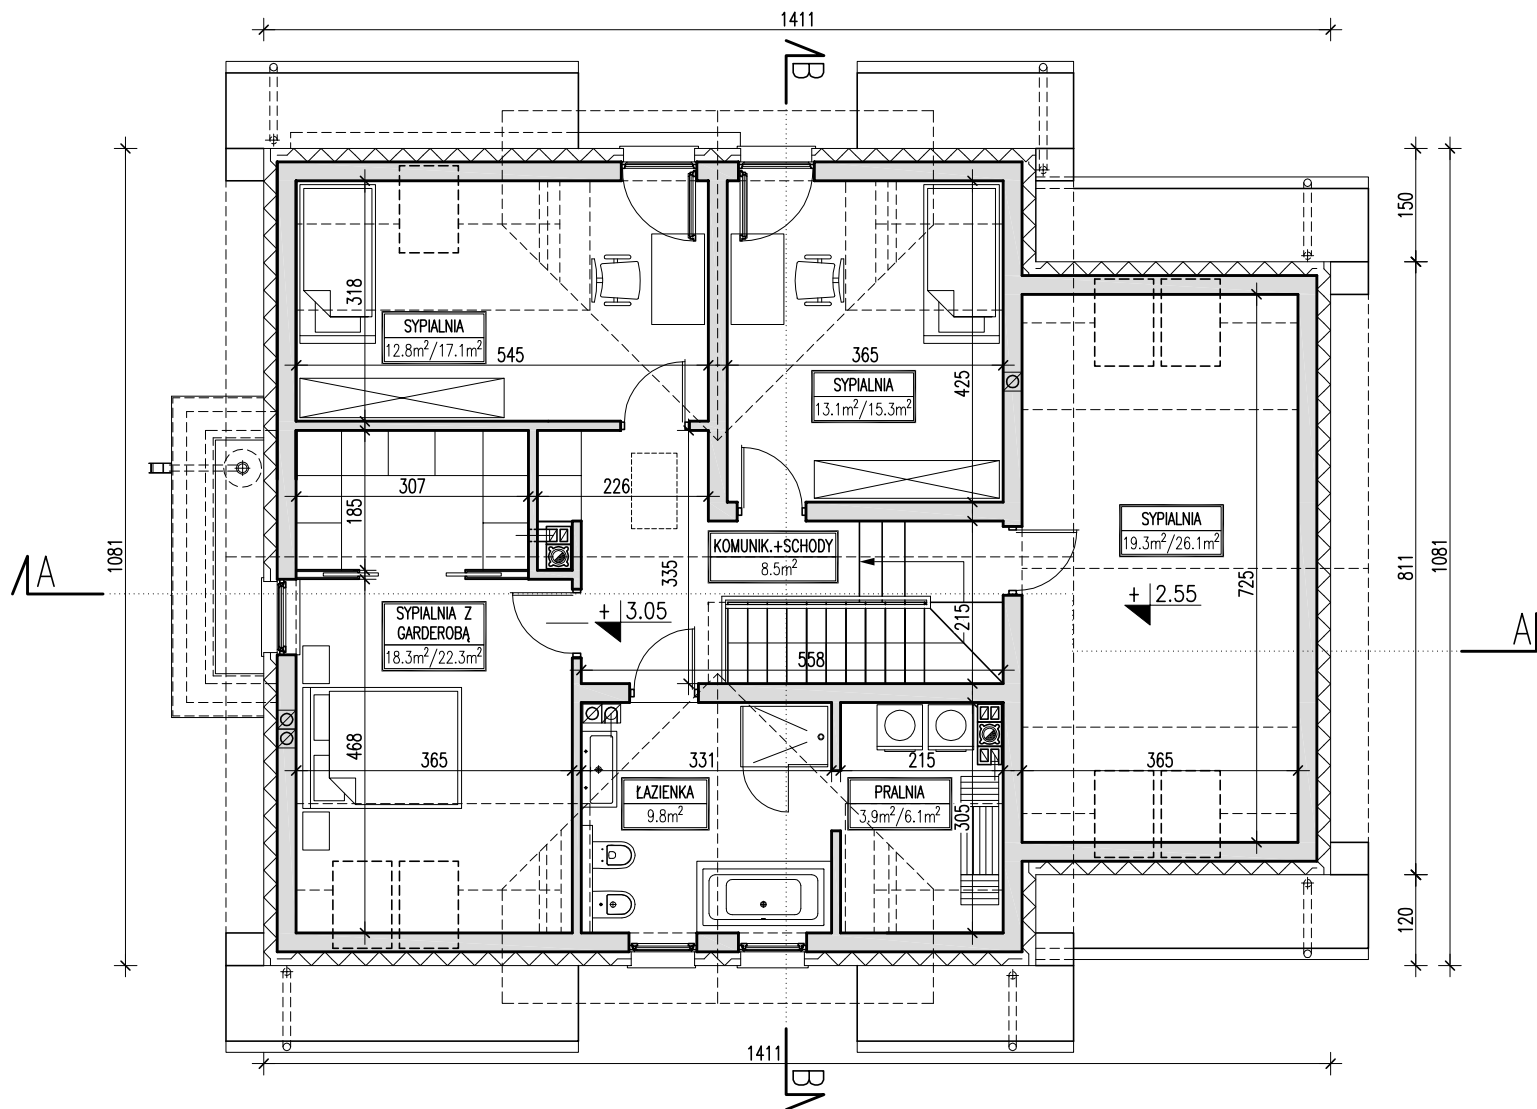 1411
B
150
318
SYPIALNIA
12.8m²/17.1m²
545
365
SYPIALNIA
13.1m²/15.3m²
425
307
226
185
1081
A
KOMUNIK.+SCHODY
8.5m²
335
SYPIALNIA
19.3m²/26.1m²
811
1081
725
+ 2.55
SYPIALNIA Z
GARDEROBĄ
18.3m²/22.3m²
+ 3.05
215
A
558
468
365
331
215
365
ŁAZIENKA
9.8m²
PRALNIA
3.9m²/6.1m²
305
120
1411
B